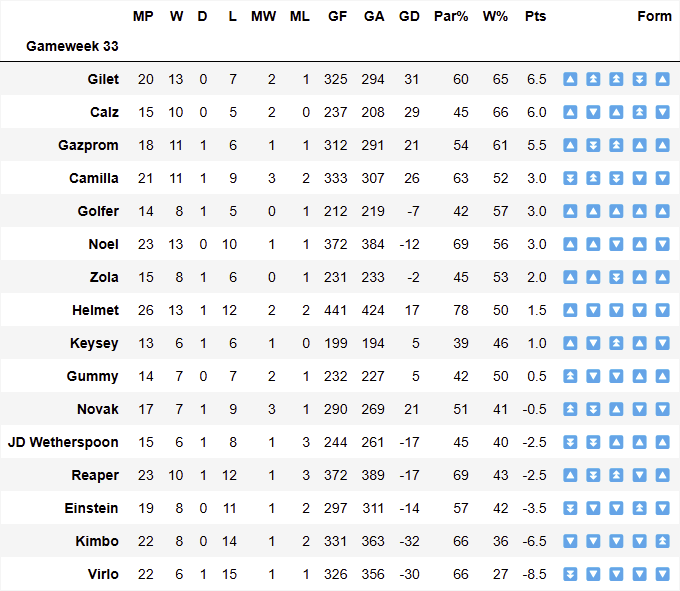 MP W D L MW ML GF GA GD Par% W% Pts Form
Gameweek 33
Gilet 20 13 0 7 2 1 325 294 31 60 65 6.5 🔼 ⏫ ⏫ ⏬ 🔼
Calz 15 10 0 5 2 0 237 208 29 45 66 6.0 🔼 🔽 🔼 ⏫ 🔽
Gazprom 18 11 1 6 1 1 312 291 21 54 61 5.5 🔼 ⏬ ⏫ 🔼 🔼
Camilla 21 11 1 9 3 2 333 307 26 63 52 3.0 ⏬ ⏫ ⏬ 🔽 🔽
Golfer 14 8 1 5 0 1 212 219 -7 42 57 3.0 🔼 🔼 🔼 🔼 🔼
Noel 23 13 0 10 1 1 372 384 -12 69 56 3.0 🔼 🔼 🔽 🔼 🔽
Zola 15 8 1 6 0 1 231 233 -2 45 53 2.0 🔼 🔼 ⏬ 🔼 🔼
Helmet 26 13 1 12 2 2 441 424 17 78 50 1.5 🔼 🔽 🔽 🔽 🔽
Keysey 13 6 1 6 1 0 199 194 5 39 46 1.0 🔼 🔽 ⏫ 🔼 🔽
Gummy 14 7 0 7 2 1 232 227 5 42 50 0.5 ⏫ 🔽 🔽 🔼 🔼
Novak 17 7 1 9 3 1 290 269 21 51 41 -0.5 ⏫ ⏬ 🔼 🔽 🔽
JD Wetherspoon 15 6 1 8 1 3 244 261 -17 45 40 -2.5 ⏬ ⏬ 🔼 🔼 🔼
Reaper 23 10 1 12 1 3 372 389 -17 69 43 -2.5 🔼 ⏬ ⏫ 🔽 🔼
Einstein 19 8 0 11 1 2 297 311 -14 57 42 -3.5 ⏬ 🔽 🔽 ⏫ 🔽
Kimbo 22 8 0 14 1 2 331 363 -32 66 36 -6.5 🔽 🔽 🔽 🔽 ⏫
Virlo 22 6 1 15 1 1 326 356 -30 66 27 -8.5 ⏬ 🔽 🔽 🔽 🔽